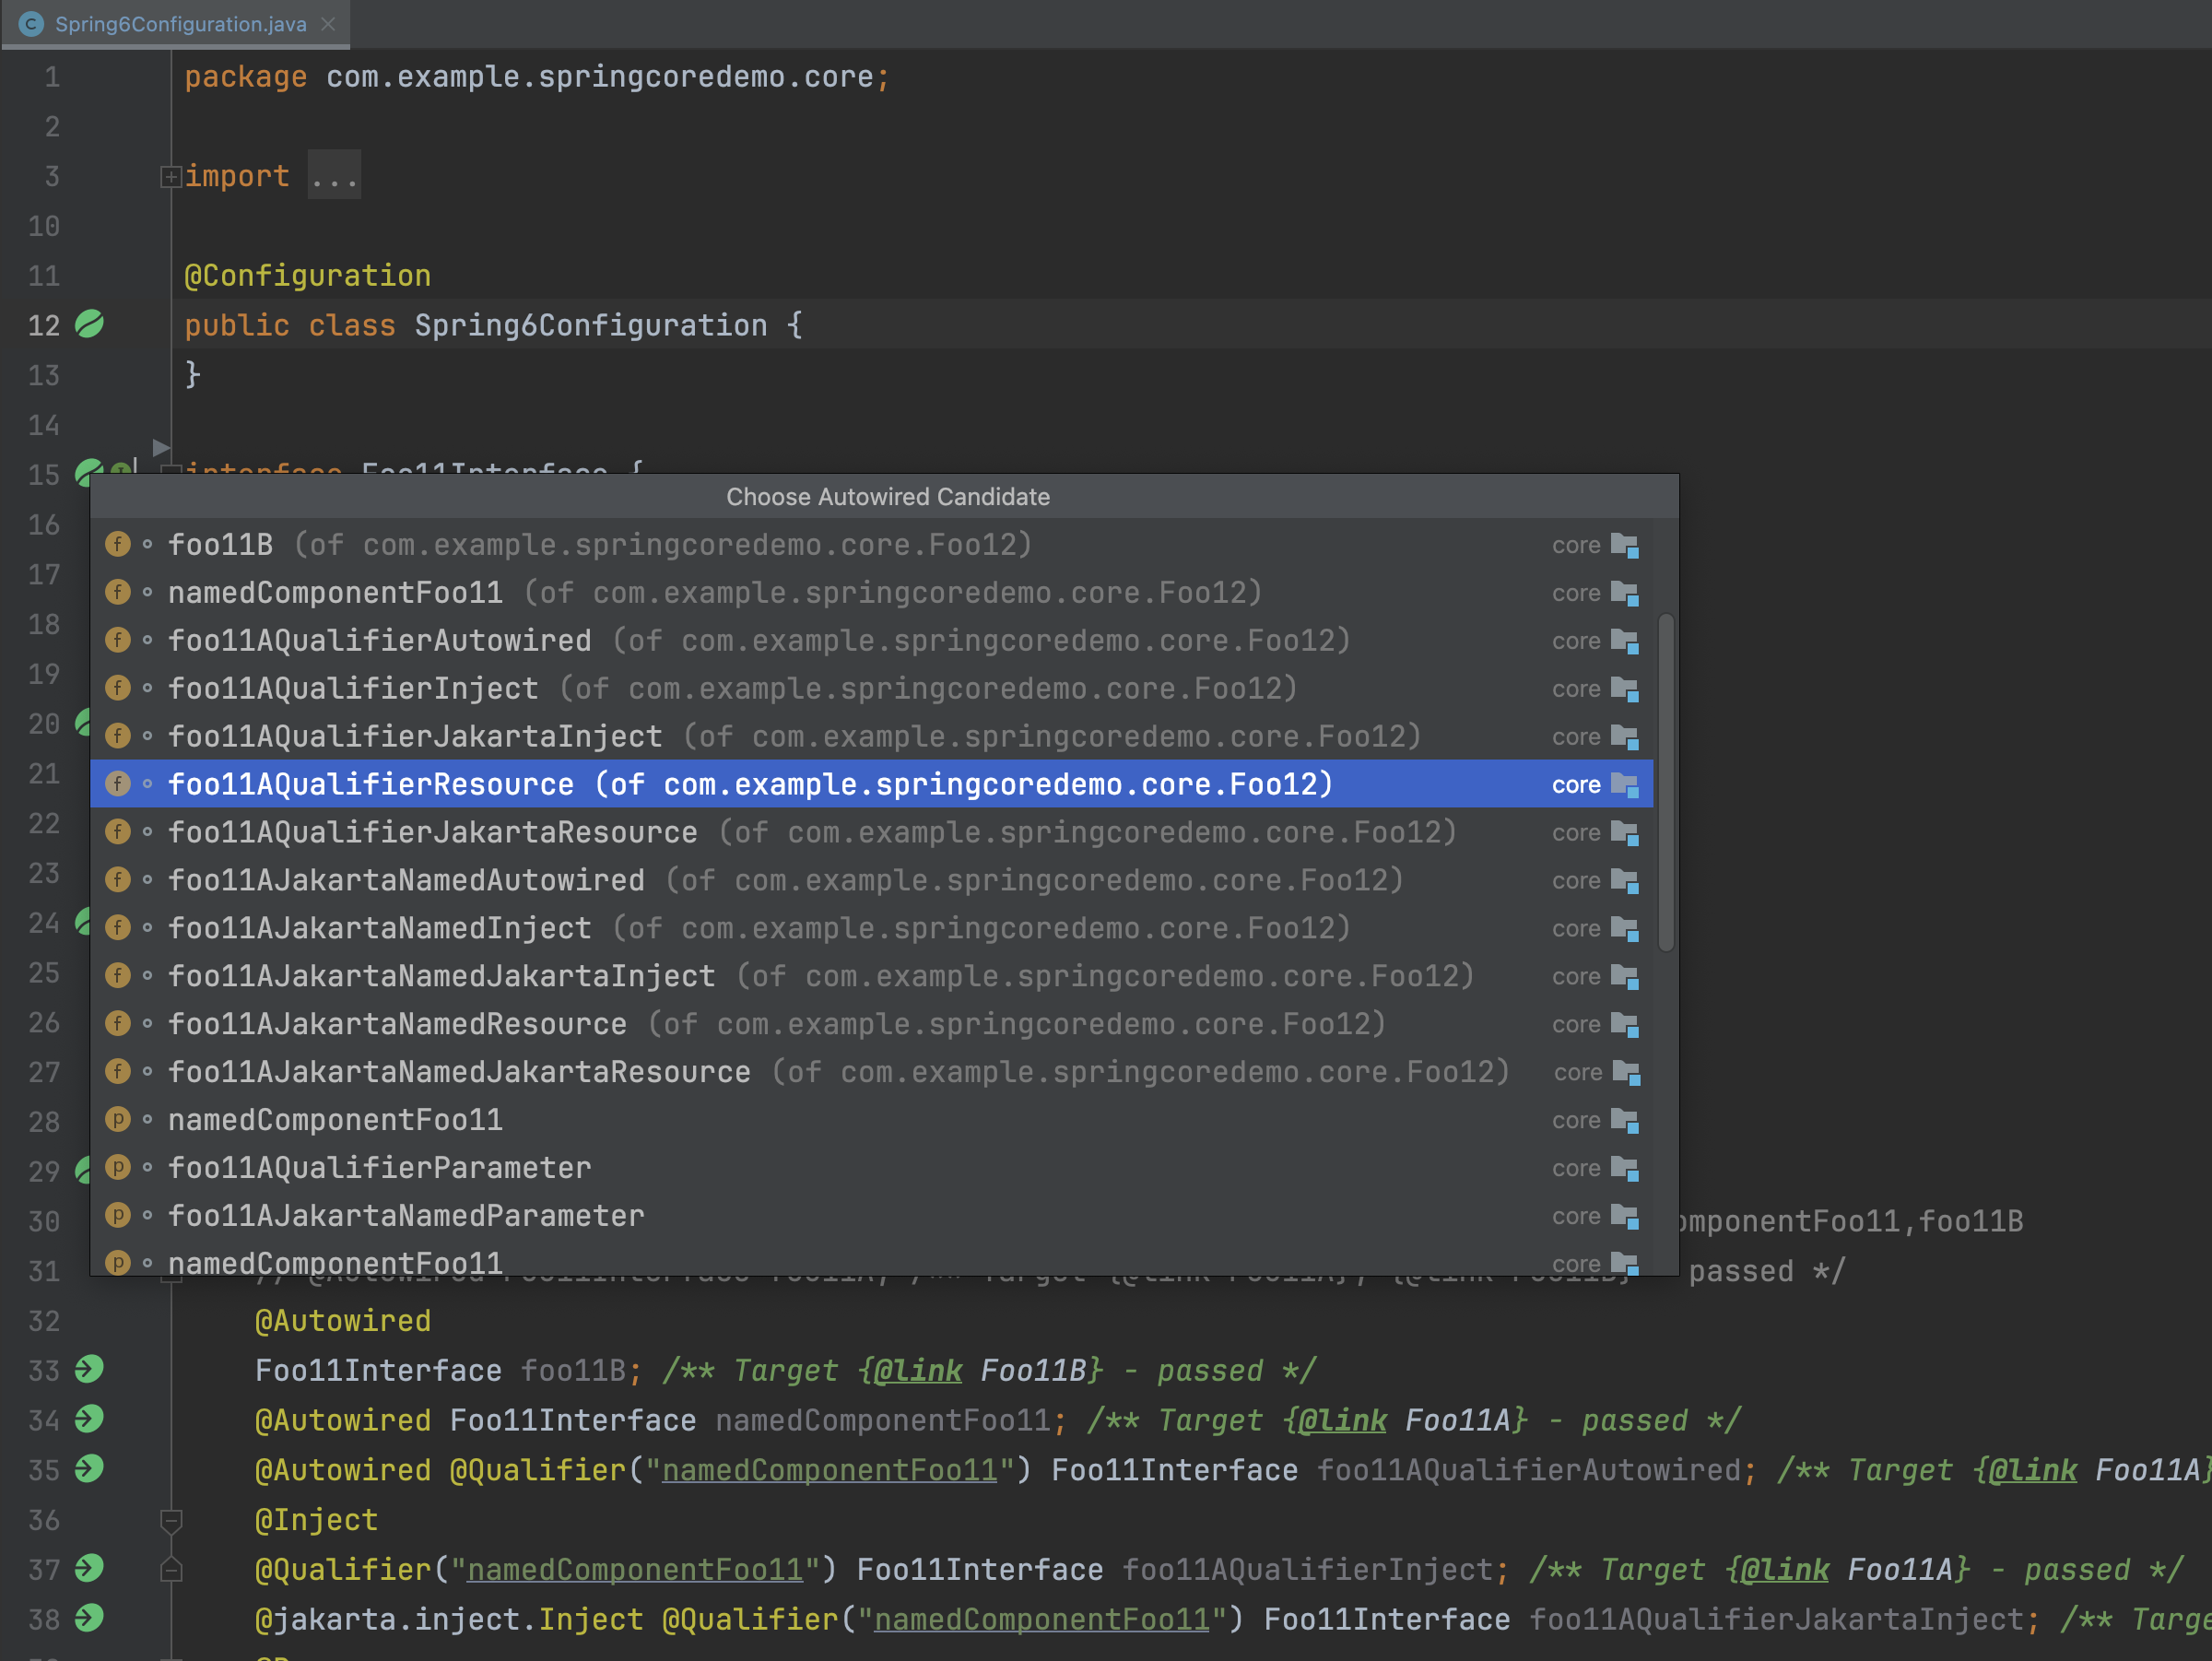 Spring6Configuration.java
1 package com.example.springcoredemo.core;
2
3 import ...
10
11 @Configuration
12 public class Spring6Configuration {
13 }
14
15 interface Foo11Interface {
Choose Autowired Candidate
16
foo11B (of com.example.springcoredemo.core.Foo12) core
17
namedComponentFoo11 (of com.example.springcoredemo.core.Foo12) core
18
foo11AQualifierAutowired (of com.example.springcoredemo.core.Foo12) core
19
foo11AQualifierInject (of com.example.springcoredemo.core.Foo12) core
20
foo11AQualifierJakartaInject (of com.example.springcoredemo.core.Foo12) core
21
foo11AQualifierResource (of com.example.springcoredemo.core.Foo12) core
22
foo11AQualifierJakartaResource (of com.example.springcoredemo.core.Foo12) core
23
foo11AJakartaNamedAutowired (of com.example.springcoredemo.core.Foo12) core
24
foo11AJakartaNamedInject (of com.example.springcoredemo.core.Foo12) core
25
foo11AJakartaNamedJakartaInject (of com.example.springcoredemo.core.Foo12) core
26
foo11AJakartaNamedResource (of com.example.springcoredemo.core.Foo12) core
27
foo11AJakartaNamedJakartaResource (of com.example.springcoredemo.core.Foo12) core
28
namedComponentFoo11 core
29
foo11AQualifierParameter core
30
foo11AJakartaNamedParameter core
omponentFoo11,foo11B
namedComponentFoo11 core
31 // @Autowired Foo11Interface foo11A; /** Target {@link Foo11A}, {@link Foo11B} passed */
32 @Autowired
33 Foo11Interface foo11B; /** Target {@link Foo11B} - passed */
34 @Autowired Foo11Interface namedComponentFoo11; /** Target {@link Foo11A} - passed */
35 @Autowired @Qualifier("namedComponentFoo11") Foo11Interface foo11AQualifierAutowired; /** Target {@link Foo11A}
36 @Inject
37 @Qualifier("namedComponentFoo11") Foo11Interface foo11AQualifierInject; /** Target {@link Foo11A} - passed */
38 @jakarta.inject.Inject @Qualifier("namedComponentFoo11") Foo11Interface foo11AQualifierJakartaInject; /** Targe